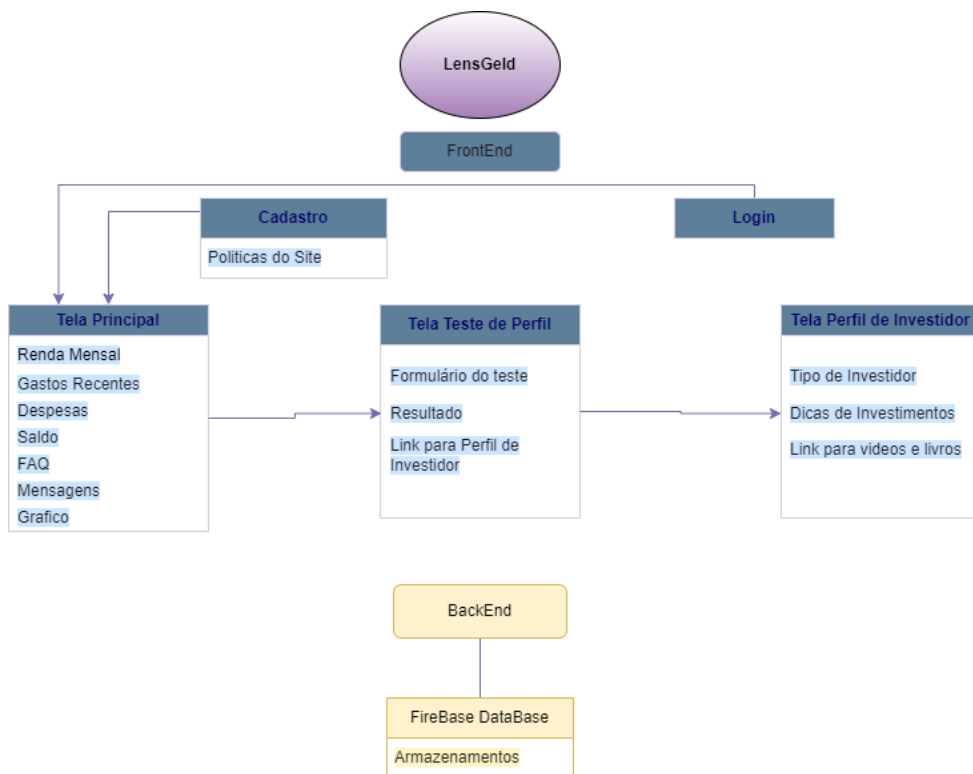 LensGeld
FrontEnd
Cadastro
Politicas do Site
Login
Tela Principal
Renda Mensal
Gastos Recentes
Despesas
Saldo
FAQ
Mensagens
Grafico
Tela Teste de Perfil
Formulário do teste
Resultado
Link para Perfil de
Investidor
Tela Perfil de Investidor
Tipo de Investidor
Dicas de Investimentos
Link para videos e livros
BackEnd
FireBase DataBase
Armazenamentos